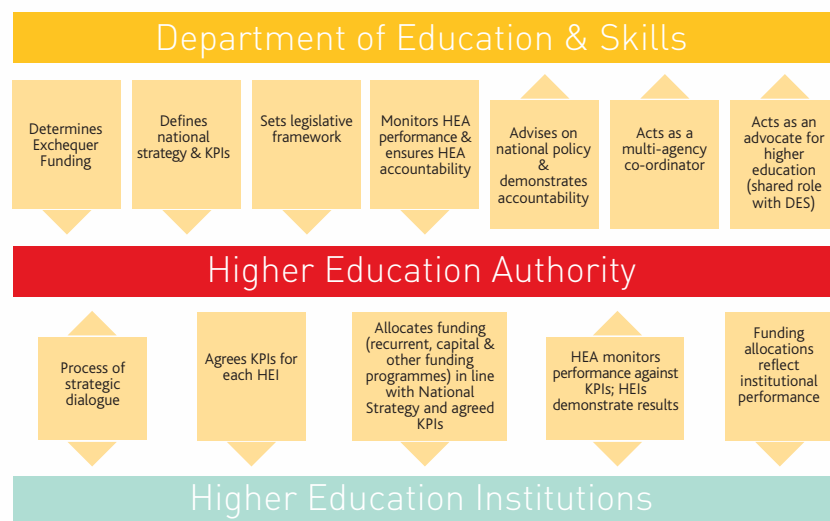 Department of Education & Skills
Determines
Exchequer
Funding
Defines
national
strategy & KPIs
Sets legislative
framework
Monitors HEA
performance &
ensures HEA
accountability
Advises on
national policy
&
demonstrates
accountability
Acts as a
multi-agency
co-ordinator
Acts as an
advocate for
higher
education
(shared role
with DES)
Higher Education Authority
Process of
strategic
dialogue
Agrees KPIs for
each HEI
Allocates funding
(recurrent, capital &
other funding
programmes) in line
with National
Strategy and agreed
KPIs
HEA monitors
performance against
KPIs; HEIs
demonstrate results
Funding
allocations
reflect
institutional
performance
Higher Education Institutions